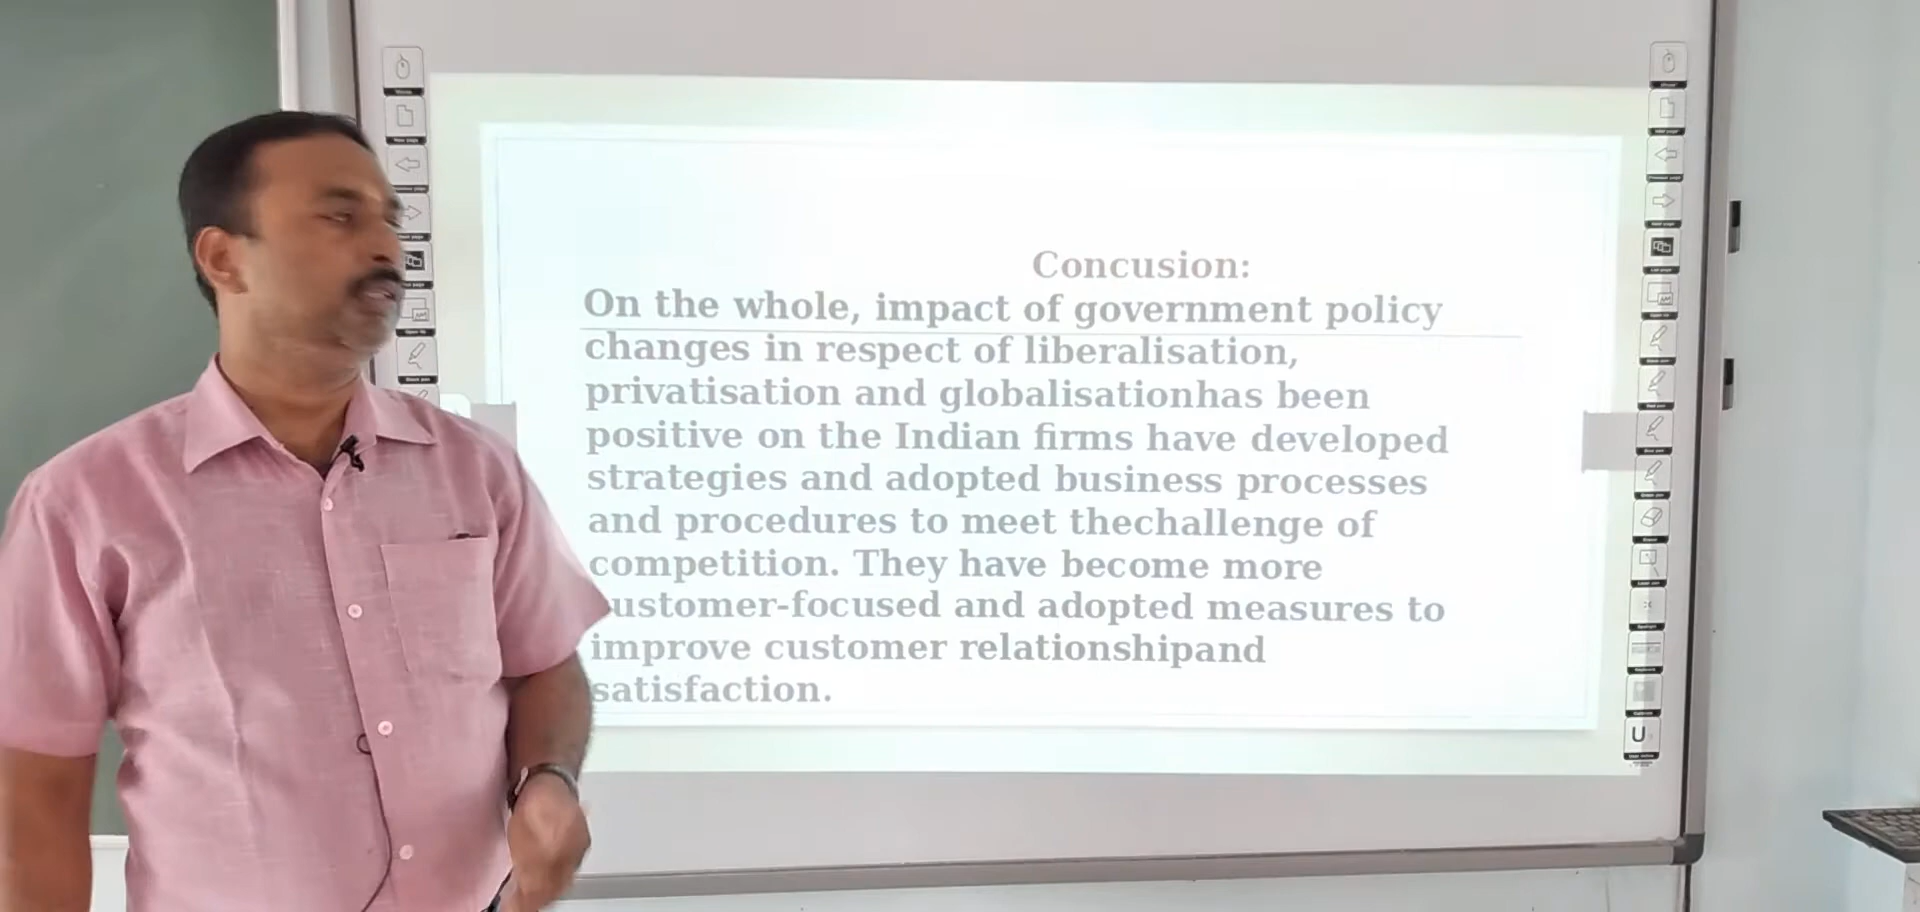 Concusion:
On the whole, impact of government policy
changes in respect of liberalisation,
privatisation and globalisationhas been
positive on the Indian firms have developed
strategies and adopted business processes
and procedures to meet thechallenge of
competition. They have become more
customer-focused and adopted measures to
improve customer relationshipand
satisfaction.
U